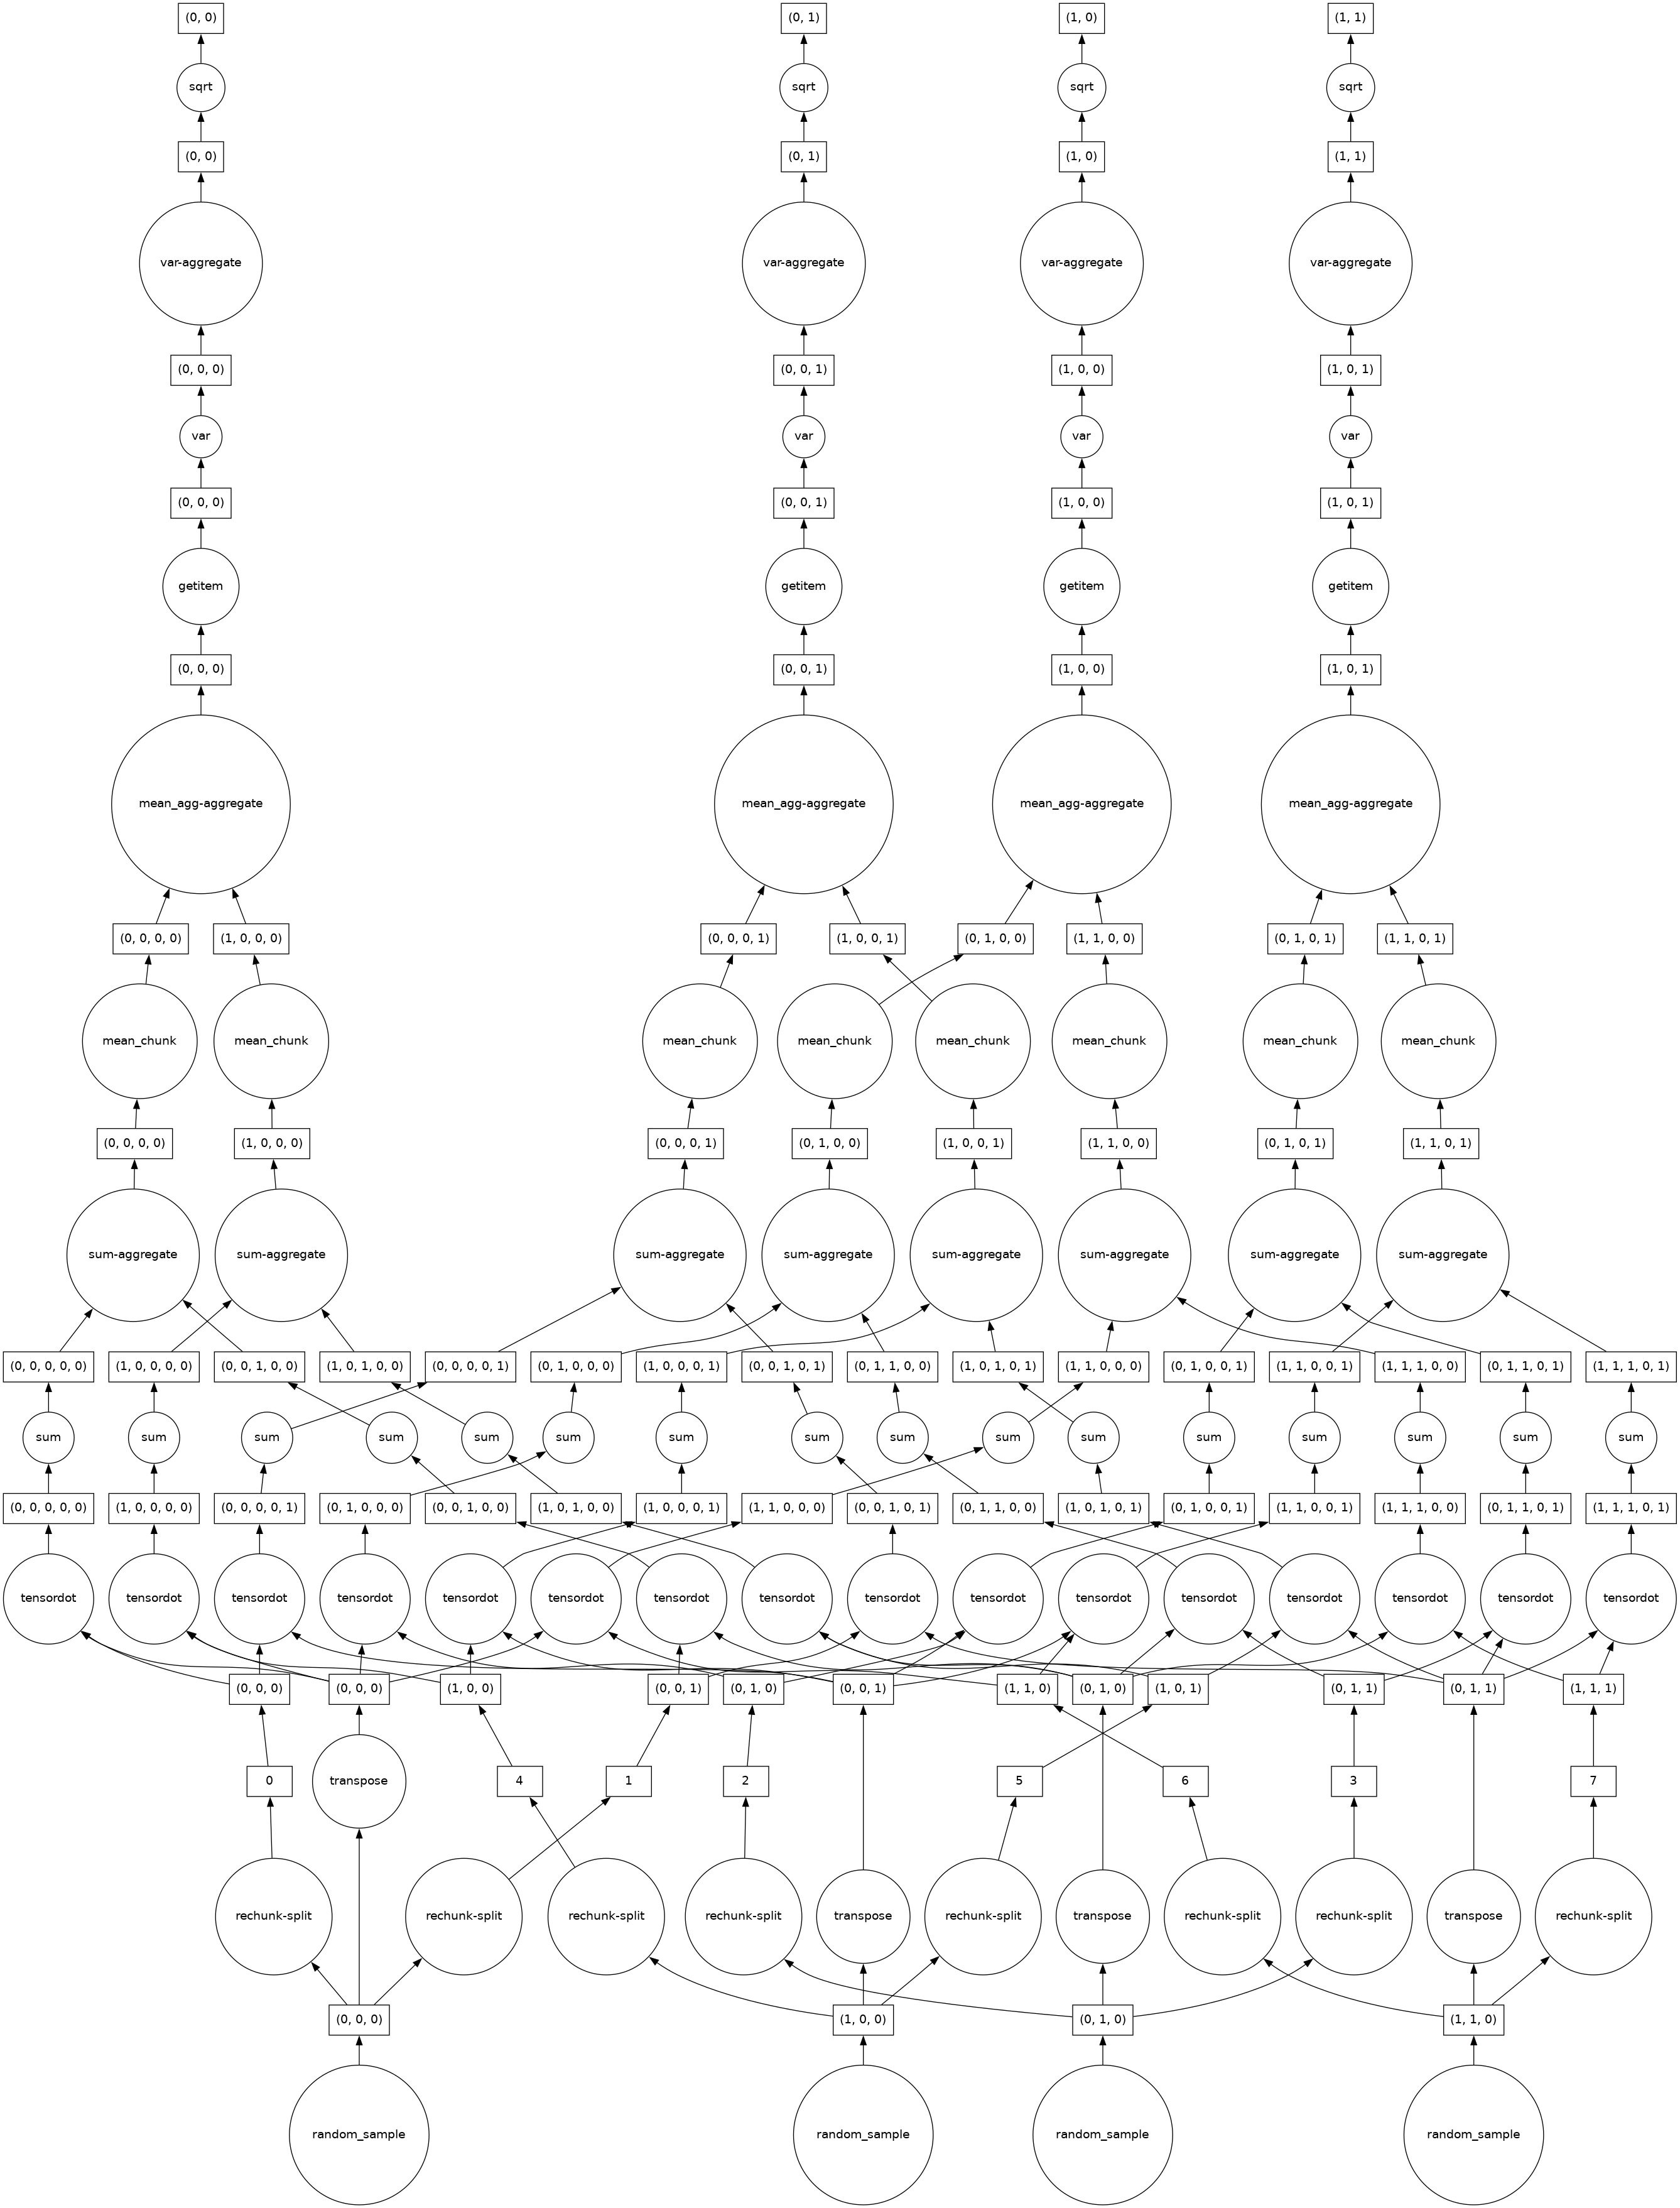 (0, 0) (0, 1) (1, 0) (1, 1)
sqrt sqrt sqrt sqrt
(0, 0) (0, 1) (1, 0) (1, 1)
var-aggregate var-aggregate var-aggregate var-aggregate
(0, 0, 0) (0, 0, 1) (1, 0, 0) (1, 0, 1)
var var var var
(0, 0, 0) (0, 0, 1) (1, 0, 0) (1, 0, 1)
getitem getitem getitem getitem
(0, 0, 0) (0, 0, 1) (1, 0, 0) (1, 0, 1)
mean_agg-aggregate mean_agg-aggregate mean_agg-aggregate mean_agg-aggregate
(0, 0, 0, 0) (1, 0, 0, 0) (0, 0, 0, 1) (1, 0, 0, 1) (0, 1, 0, 0) (1, 1, 0, 0) (0, 1, 0, 1) (1, 1, 0, 1)
mean_chunk mean_chunk mean_chunk mean_chunk mean_chunk mean_chunk mean_chunk mean_chunk
(0, 0, 0, 0) (1, 0, 0, 0) (0, 0, 0, 1) (0, 1, 0, 0) (1, 0, 0, 1) (1, 1, 0, 0) (0, 1, 0, 1) (1, 1, 0, 1)
sum-aggregate sum-aggregate sum-aggregate sum-aggregate sum-aggregate sum-aggregate sum-aggregate sum-aggregate
(0, 0, 0, 0, 0) (1, 0, 0, 0, 0) (0, 0, 1, 0, 0) (1, 0, 1, 0, 0) (0, 0, 0, 0, 1) (0, 1, 0, 0, 0) (1, 0, 0, 0, 1) (0, 0, 1, 0, 1) (0, 1, 1, 0, 0) (1, 0, 1, 0, 1) (1, 1, 0, 0, 0) (0, 1, 0, 0, 1) (1, 1, 0, 0, 1) (1, 1, 1, 0, 0) (0, 1, 1, 0, 1) (1, 1, 1, 0, 1)
sum sum sum sum sum sum sum sum sum sum sum sum sum sum sum sum
(0, 0, 0, 0, 0) (1, 0, 0, 0, 0) (0, 0, 0, 0, 1) (0, 1, 0, 0, 0) (0, 0, 1, 0, 0) (1, 0, 1, 0, 0) (1, 0, 0, 0, 1) (1, 1, 0, 0, 0) (0, 0, 1, 0, 1) (0, 1, 1, 0, 0) (1, 0, 1, 0, 1) (0, 1, 0, 0, 1) (1, 1, 0, 0, 1) (1, 1, 1, 0, 0) (0, 1, 1, 0, 1) (1, 1, 1, 0, 1)
tensordot tensordot tensordot tensordot tensordot tensordot tensordot tensordot tensordot tensordot tensordot tensordot tensordot tensordot tensordot tensordot
(0, 0, 0) (0, 0, 0) (1, 0, 0) (0, 0, 1) (0, 1, 0) (0, 0, 1) (1, 1, 0) (0, 1, 0) (1, 0, 1) (0, 1, 1) (0, 1, 1) (1, 1, 1)
0 transpose 4 1 2 5 6 3 7
rechunk-split rechunk-split rechunk-split rechunk-split transpose rechunk-split transpose rechunk-split rechunk-split transpose rechunk-split
(0, 0, 0) (1, 0, 0) (0, 1, 0) (1, 1, 0)
random_sample random_sample random_sample random_sample